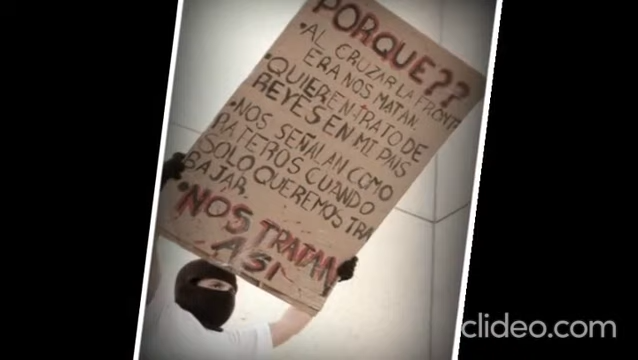 PORQUE??
•AL CRUZAR LA FRONT
ERA NOS MATAN.
•QUIEREN TRATO DE
REYES EN MI PAÍS
•NOS SEÑALAN COMO
RATEROS CUANDO
SOLO QUEREMOS TRA
BAJAR.
•NOS TRATAN
ASI
clideo.com